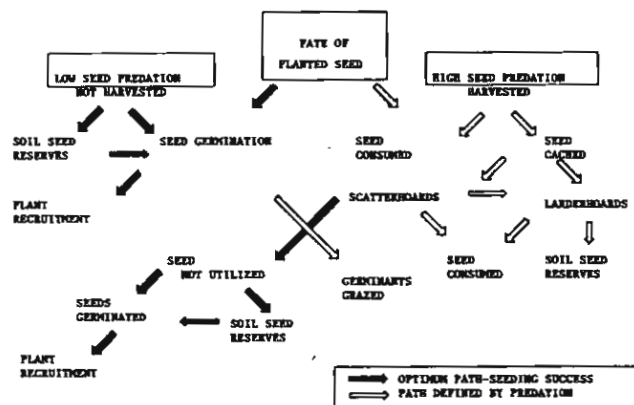 FATE OF
PLANTED SEED
LOW SEED PREDATION
NOT HARVESTED
HIGH SEED PREDATION
HARVESTED
SOIL SEED
RESERVES
SEED GERMINATION
SEED
CONSUMED
SEED
CACHED
PLANT
RECRUITMENT
SCATTERHOARDS
LARDERHOARDS
SEED
NOT UTILIZED
GERMINANTS
GRAZED
SEED
CONSUMED
SOIL SEED
RESERVES
SEEDS
GERMINATED
SOIL SEED
RESERVES
PLANT
RECRUITMENT
OPTIMUM PATH-SEEDING SUCCESS
PATH DEFINED BY PREDATION